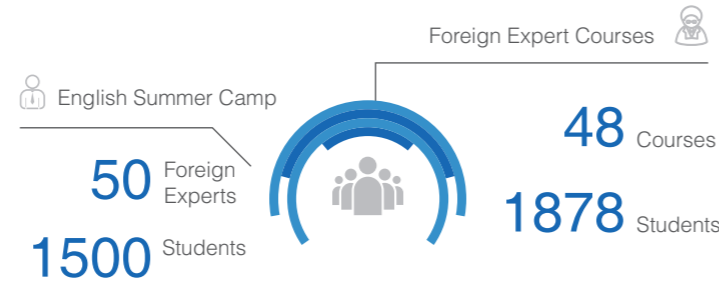 Foreign Expert Courses
English Summer Camp
50 Foreign Experts
1500 Students
48 Courses
1878 Students